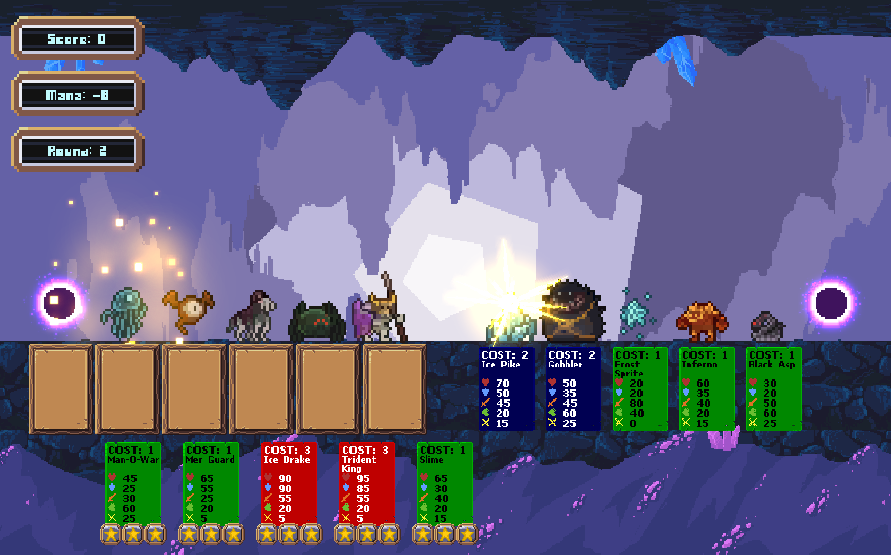 Score: 0
Mana: -8
Round: 2
COST: 2
Ice Pike
70
50
45
20
15
COST: 2
Gobbler
50
35
45
60
25
COST: 1
Frost
Sprite
20
20
80
40
0
COST: 1
Inferno
60
35
40
20
15
COST: 1
Black Asp
30
20
50
60
25
COST: 1
Man-O-War
45
25
30
60
25
COST: 1
Mer Guard
65
55
25
20
5
COST: 3
Ice Drake
90
90
55
20
5
COST: 3
Trident
King
95
85
55
20
5
COST: 1
Slime
65
30
40
20
15